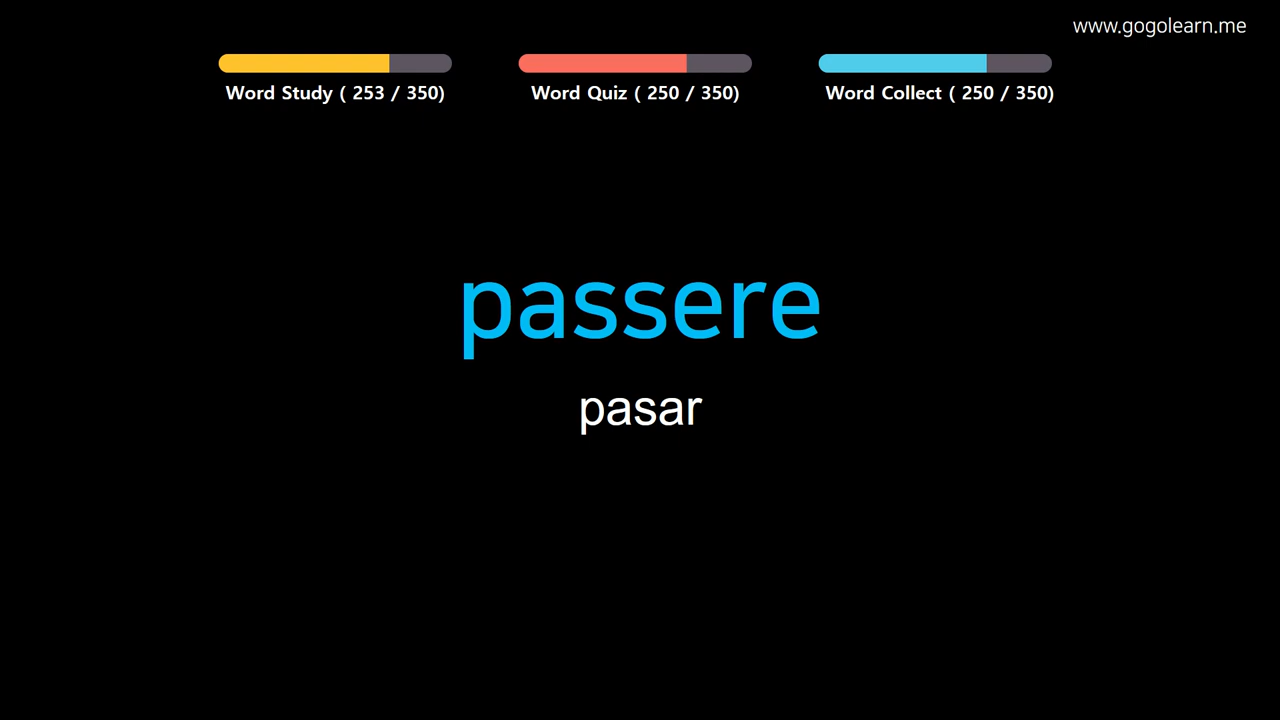 www.gogolearn.me
Word Study ( 253 / 350)
Word Quiz ( 250 / 350)
Word Collect ( 250 / 350)
passere
pasar